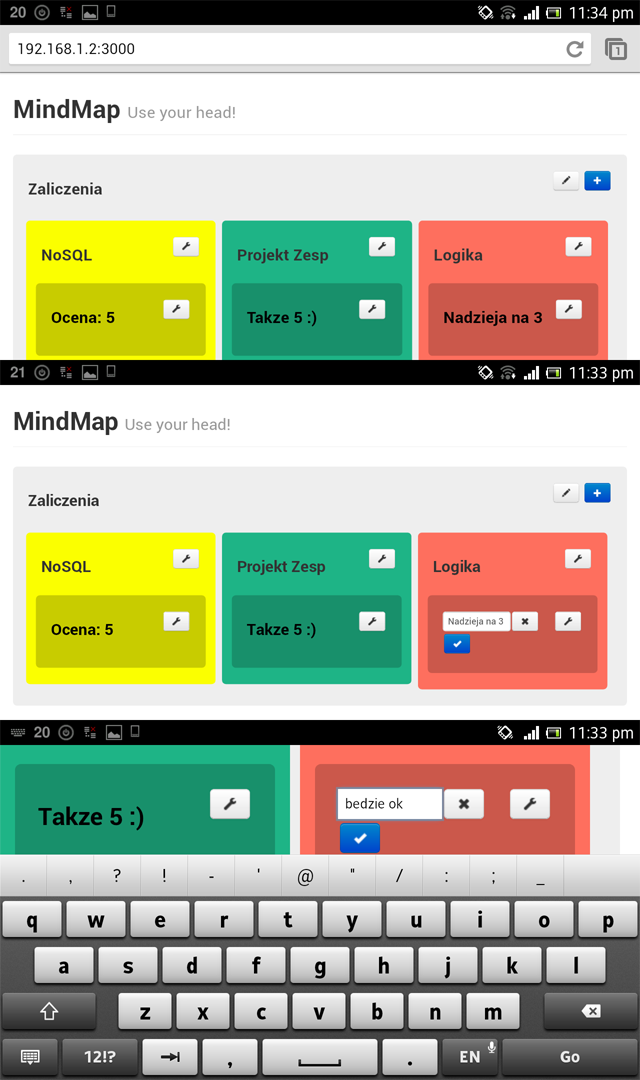 20 11:34 pm
192.168.1.2:3000 1
MindMap Use your head!
Zaliczenia
NoSQL Projekt Zesp Logika
Ocena: 5 Takze 5 :) Nadzieja na 3
21 11:33 pm
MindMap Use your head!
Zaliczenia
NoSQL Projekt Zesp Logika
Ocena: 5 Takze 5 :) Nadzieja na 3
20 11:33 pm
Takze 5 :) bedzie ok
. , ? ! - ' @ " / : ; _
q w e r t y u i o p
a s d f g h j k l
z x c v b n m
12!? , . EN Go